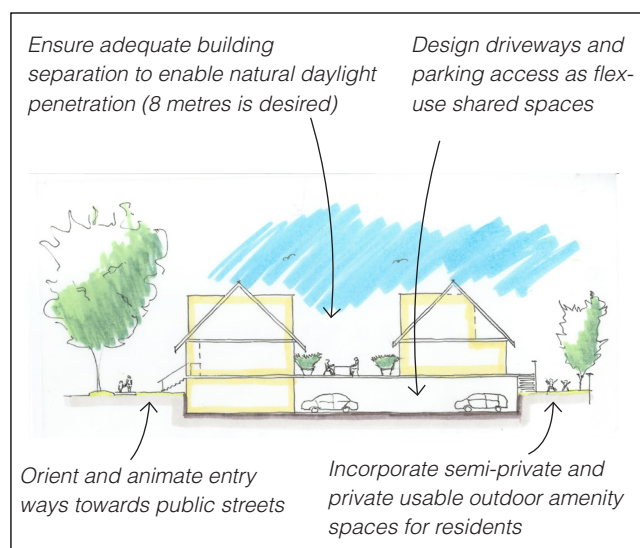 Ensure adequate building
separation to enable natural daylight
penetration (8 metres is desired)
Design driveways and
parking access as flex-
use shared spaces
Orient and animate entry
ways towards public streets
Incorporate semi-private and
private usable outdoor amenity
spaces for residents